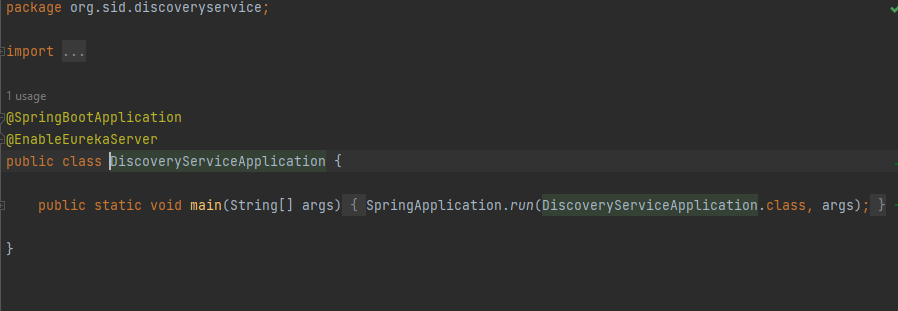 package org.sid.discoveryservice;
import ...
1 usage
@SpringBootApplication
@EnableEurekaServer
public class DiscoveryServiceApplication {
public static void main(String[] args) { SpringApplication.run(DiscoveryServiceApplication.class, args); }
}